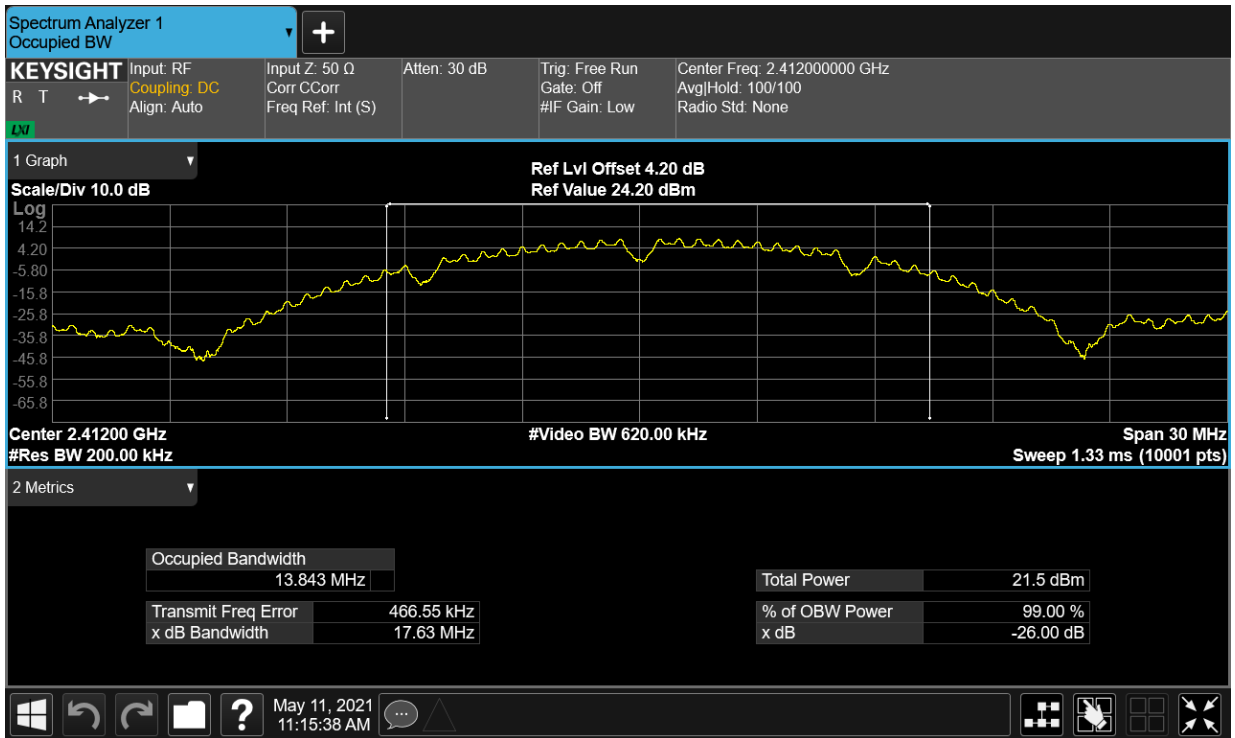 Spectrum Analyzer 1
Occupied BW
KEYSIGHT
R T
LXI
Input: RF
Coupling: DC
Align: Auto
Input Z: 50 Ω
Corr CCorr
Freq Ref: Int (S)
Atten: 30 dB
Trig: Free Run
Gate: Off
#IF Gain: Low
Center Freq: 2.412000000 GHz
Avg|Hold: 100/100
Radio Std: None
1 Graph
Scale/Div 10.0 dB
Ref Lvl Offset 4.20 dB
Ref Value 24.20 dBm
Log
14.2
4.20
-5.80
-15.8
-25.8
-35.8
-45.8
-55.8
-65.8
Center 2.41200 GHz
#Video BW 620.00 kHz
Span 30 MHz
#Res BW 200.00 kHz
Sweep 1.33 ms (10001 pts)
2 Metrics
Occupied Bandwidth
13.843 MHz
Total Power 21.5 dBm
Transmit Freq Error 466.55 kHz
% of OBW Power 99.00 %
x dB Bandwidth 17.63 MHz
x dB -26.00 dB
?
May 11, 2021
11:15:38 AM